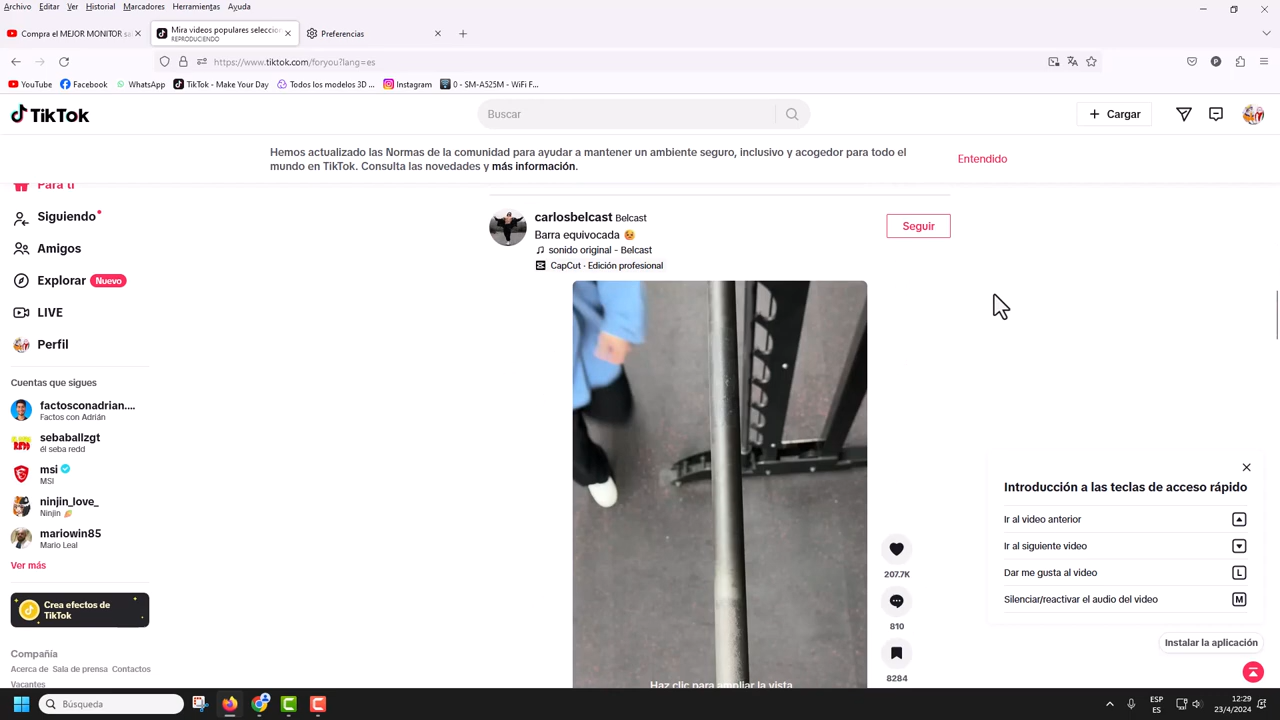 Archivo Editar Ver Historial Marcadores Herramientas Ayuda
Compra el MEJOR MONITOR
Mira videos populares
REPRODUCIENDO
Preferencias
https://www.tiktok.com/foryou?lang=es
YouTube Facebook WhatsApp TikTok - Make Your Day Todos los modelos 3D ... Instagram 0 - SM-A525M - WiFi F...
TikTok
Buscar
Cargar
Hemos actualizado las Normas de la comunidad para ayudar a mantener un ambiente seguro, inclusivo y acogedor para todo el
mundo en TikTok. Consulta las novedades y más información.
Entendido
Para ti
Siguiendo
Amigos
Explorar Nuevo
LIVE
Perfil
Cuentas que sigues
factosconadrian....
Factos con Adrián
sebaballzgt
él seba redd
msi
MSI
ninjin_love_
Ninjin
mariowin85
Mario Leal
Ver más
Crea efectos de
TikTok
Compañía
Acerca de Sala de prensa Contactos
Vacantes
carlosbelcast Belcast
Barra equivocada 😣
sonido original - Belcast
CapCut · Edición profesional
Seguir
Haz clic para ampliar la vista
207.7K
810
8284
Introducción a las teclas de acceso rápido
Ir al video anterior
Ir al siguiente video
Dar me gusta al video L
Silenciar/reactivar el audio del video M
Instalar la aplicación
Búsqueda
ESP
ES
12:29
23/4/2024